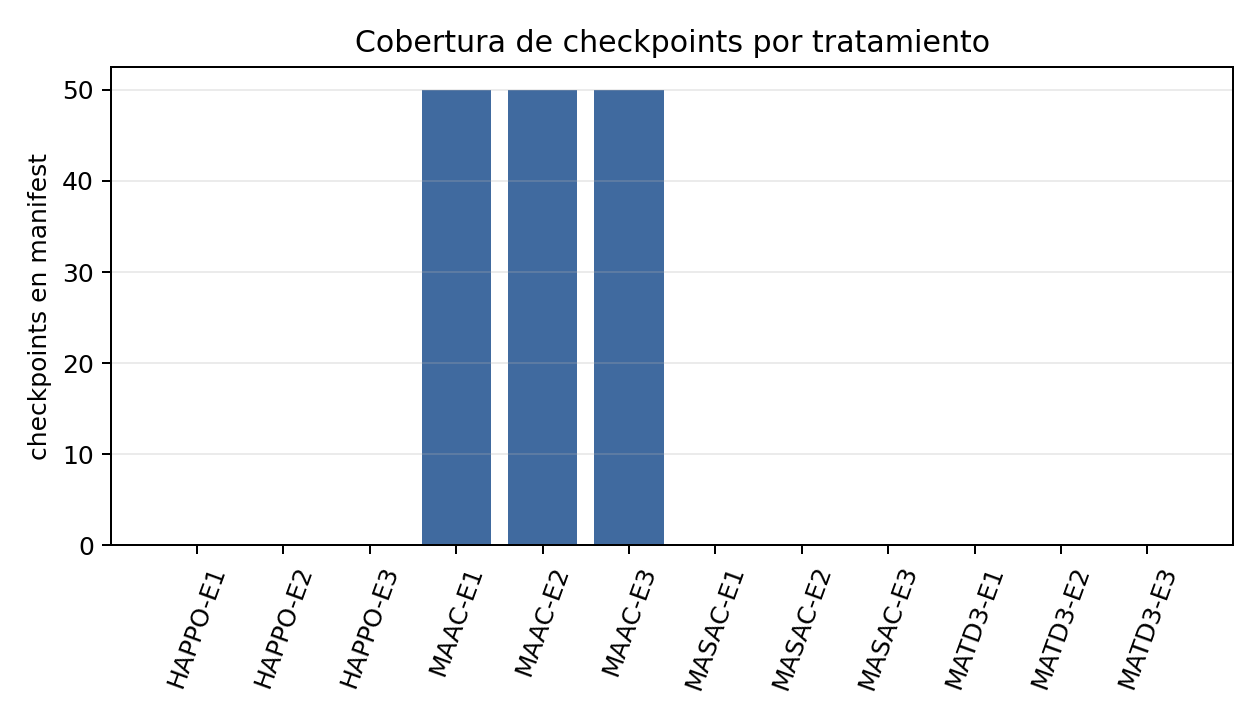 Cobertura de checkpoints por tratamiento
checkpoints en manifest
50
40
30
20
10
0
HAPPO-E1
HAPPO-E2
HAPPO-E3
MAAC-E1
MAAC-E2
MAAC-E3
MASAC-E1
MASAC-E2
MASAC-E3
MATD3-E1
MATD3-E2
MATD3-E3